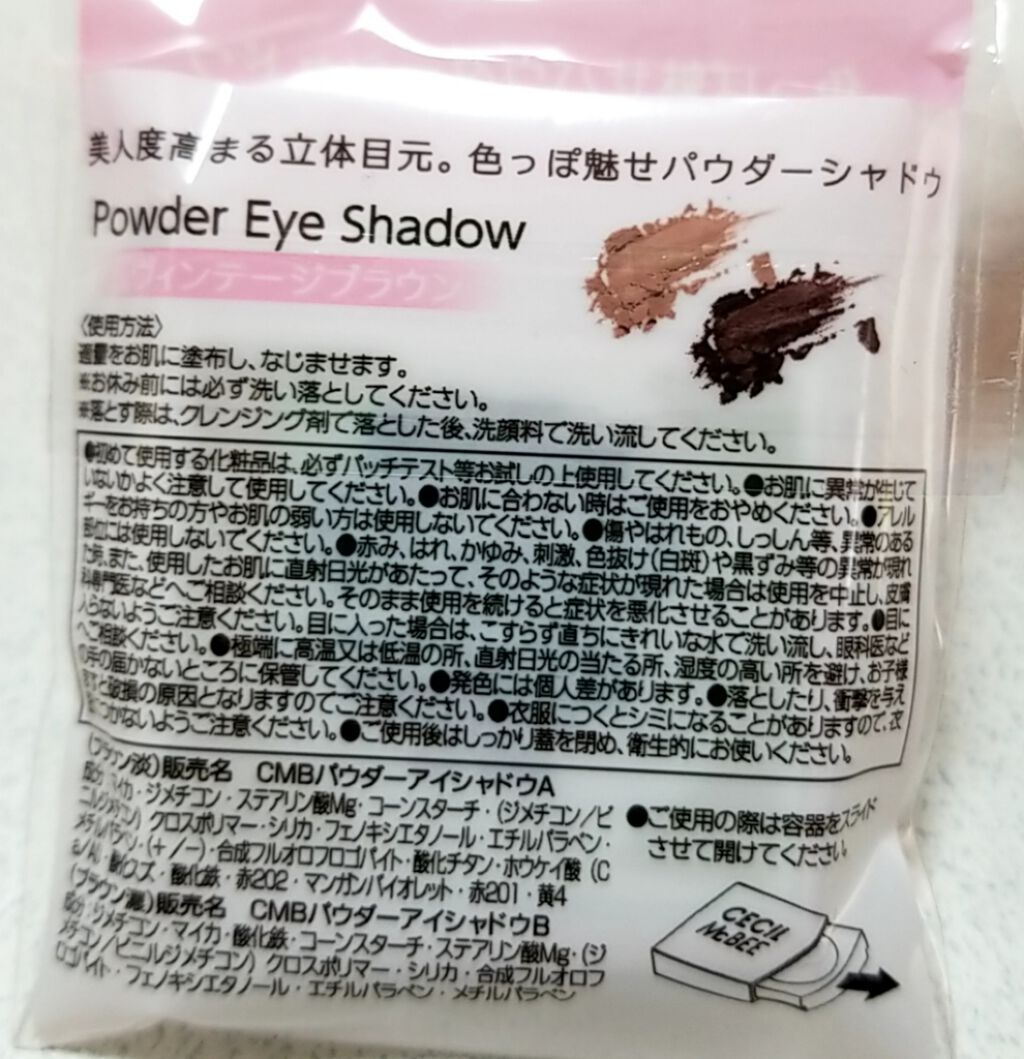 美人度高まる立体目元。色っぽ魅せパウダーシャドウ
Powder Eye Shadow
ヴィンテージブラウン
〈使用方法〉
適量をお肌に塗布し、なじませます。
※お休み前には必ず洗い落としてください。
※落とす際は、クレンジング剤で落とした後、洗顔料で洗い流してください。
●初めて使用する化粧品は、必ずパッチテスト等お試しの上使用してください。●お肌に異常が生じて
いないかよく注意して使用してください。●お肌に合わない時はご使用をおやめください。●アレル
ギーをお持ちの方やお肌の弱い方は使用しないでください。●傷やはれもの、しっしん等、異常のある
部位には使用しないでください。●赤み、はれ、かゆみ、刺激、色抜け(白斑)や黒ずみ等の異常が現れ
た時、また、使用したお肌に直射日光があたって、そのような症状が現れた場合は使用を中止し、皮膚
科専門医などへご相談ください。そのまま使用を続けると症状を悪化させることがあります。●目に
入らないようご注意ください。目に入った場合は、こすらず直ちにきれいな水で洗い流し、眼科医など
へご相談ください。●極端に高温又は低温の所、直射日光の当たる所、湿度の高い所を避け、お子様
の手の届かないところに保管してください。●発色には個人差があります。●落としたり、衝撃を与え
ますと破損の原因となりますのでご注意ください。●衣服につくとシミになることがありますので、衣
につかないようご注意ください。●ご使用後はしっかり蓋を閉め、衛生的にお使いください。
(ブラウン淡)販売名 CMBパウダーアイシャドウA
成分:マイカ・ジメチコン・ステアリン酸Mg・コーンスターチ・(ジメチコン/ビ
ニルジメチコン)クロスポリマー・シリカ・フェノキシエタノール・エチルパラベン・
メチルパラベン・(+/−)・合成フルオロフロゴパイト・酸化チタン・ホウケイ酸(C
a/Al)・酸化スズ・酸化鉄・赤202・マンガンバイオレット・赤201・黄4
(ブラウン濃)販売名 CMBパウダーアイシャドウB
成分:ジメチコン・マイカ・酸化鉄・コーンスターチ・ステアリン酸Mg・(ジ
メチコン/ビニルジメチコン)クロスポリマー・シリカ・合成フルオロフ
ロゴパイト・フェノキシエタノール・エチルパラベン・メチルパラベン
●ご使用の際は容器をスライド
させて開けてください。
CECIL
McBEE